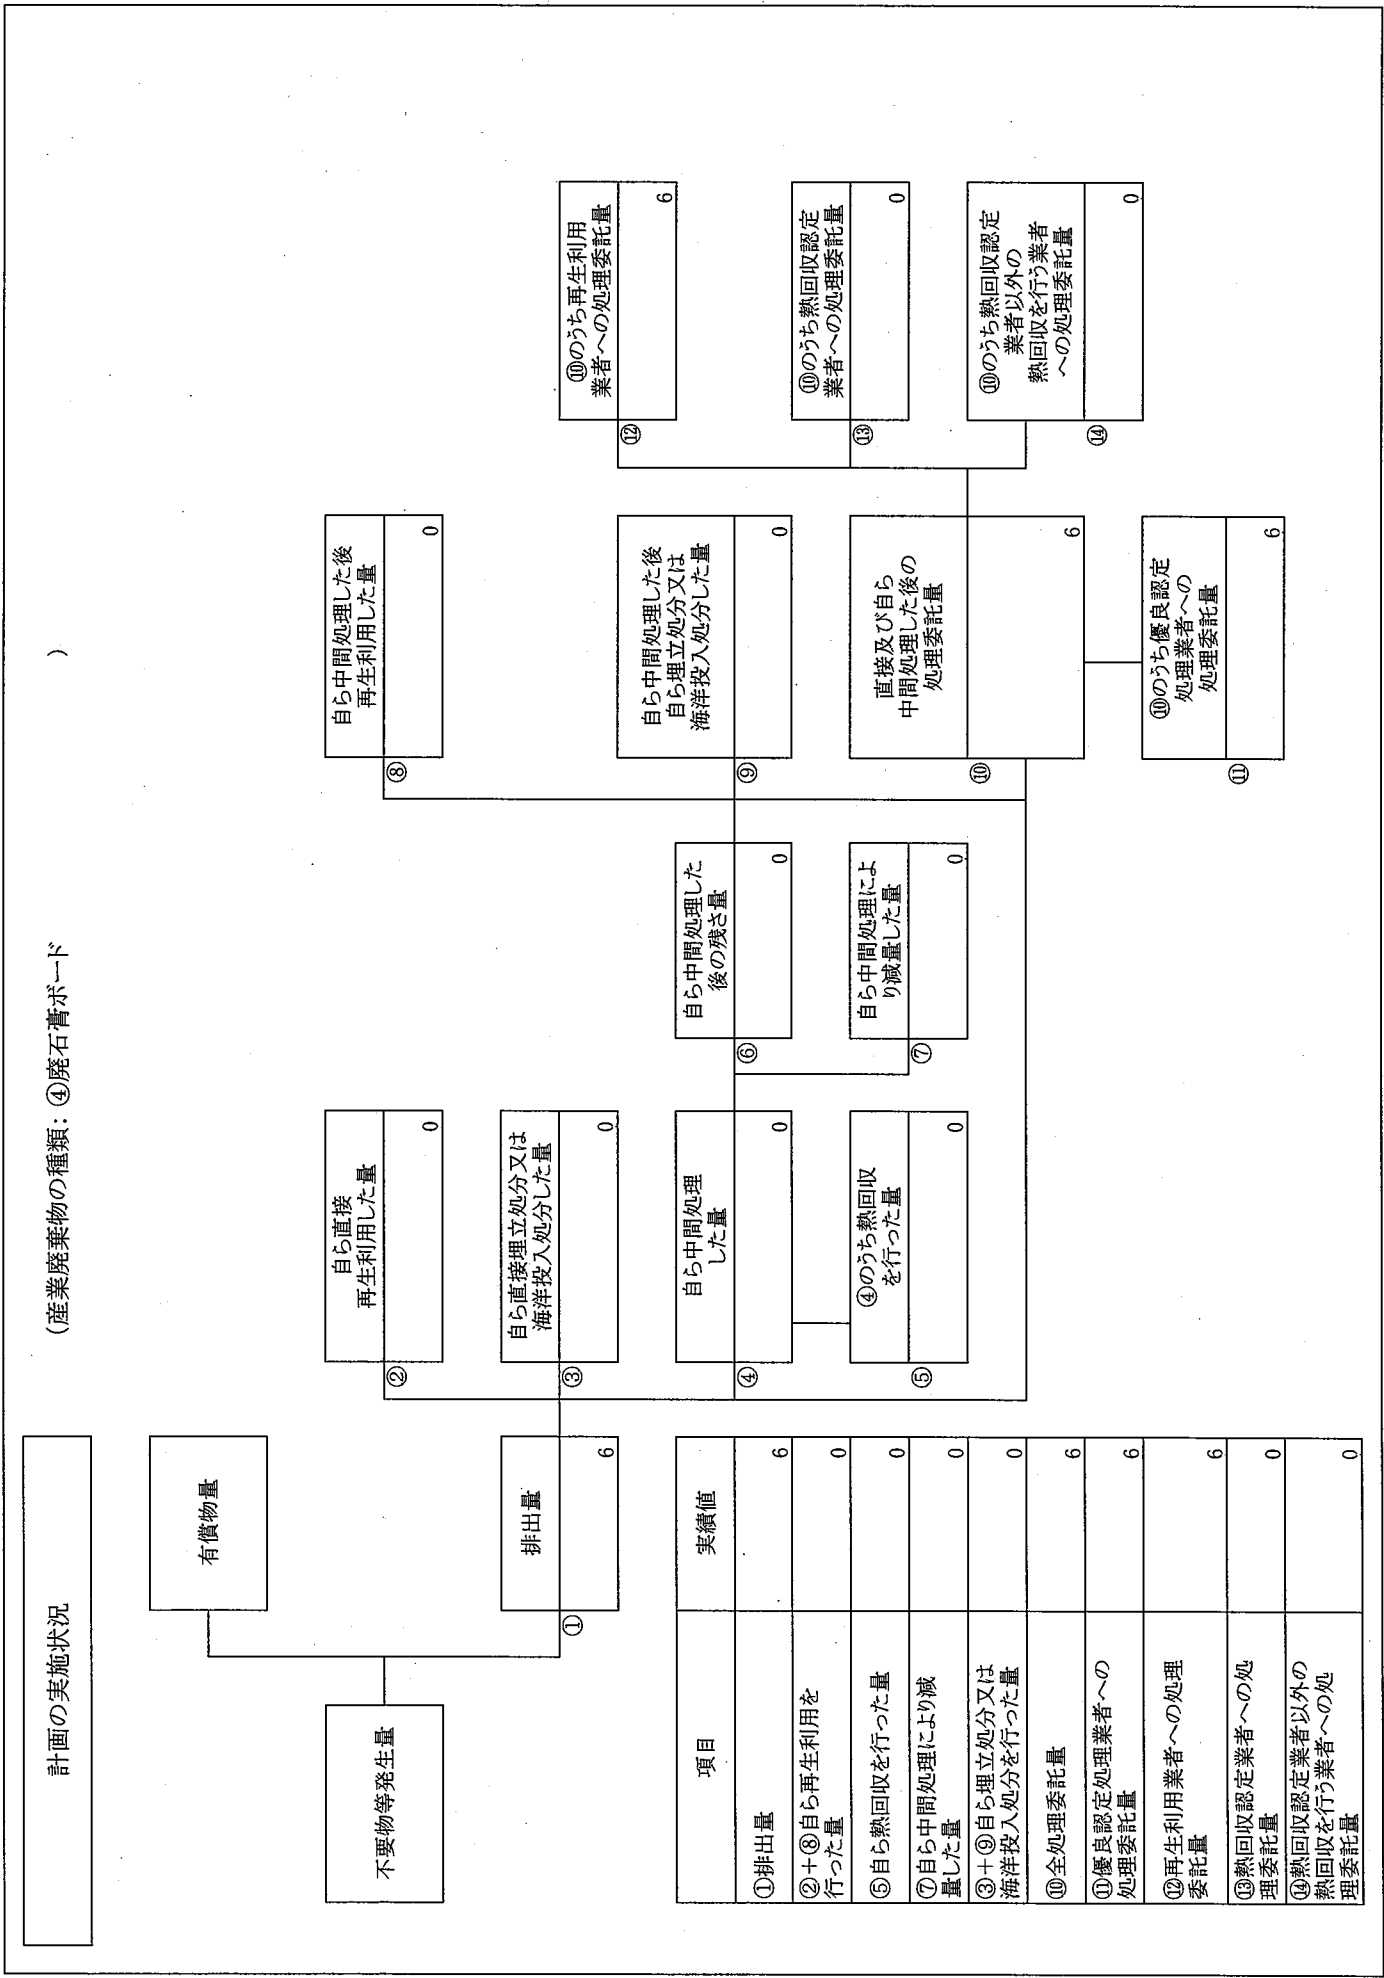 計画の実施状況
(産業廃棄物の種類：④廃石膏ボード　)
不要物等発生量
有償物量
排出量
①
6
自ら直接
再生利用した量
②
0
自ら直接埋立処分又は
海洋投入処分した量
③
0
自ら中間処理
した量
④
0
④のうち熱回収
を行った量
⑤
0
自ら中間処理した
後の残さ量
⑥
0
自ら中間処理によ
り減量した量
⑦
0
自ら中間処理した後
再生利用した量
⑧
0
自ら中間処理した後
自ら埋立処分又は
海洋投入処分した量
⑨
0
直接及び自ら
中間処理した後の
処理委託量
⑩
6
⑩のうち優良認定
処理業者への
処理委託量
⑪
6
⑩のうち再生利用
業者への処理委託量
⑫
6
⑩のうち熱回収認定
業者への処理委託量
⑬
0
⑩のうち熱回収認定
業者以外の
熱回収を行う業者
への処理委託量
⑭
0
項目 実績値
①排出量 6
②＋⑧自ら再生利用を
行った量 0
⑤自ら熱回収を行った量 0
⑦自ら中間処理により減
量した量 0
③＋⑨自ら埋立処分又は
海洋投入処分を行った量 0
⑩全処理委託量 6
⑪優良認定処理業者への
処理委託量 6
⑫再生利用業者への処理
委託量 6
⑬熱回収認定業者への処
理委託量 0
⑭熱回収認定業者以外の
熱回収を行う業者への処
理委託量 0